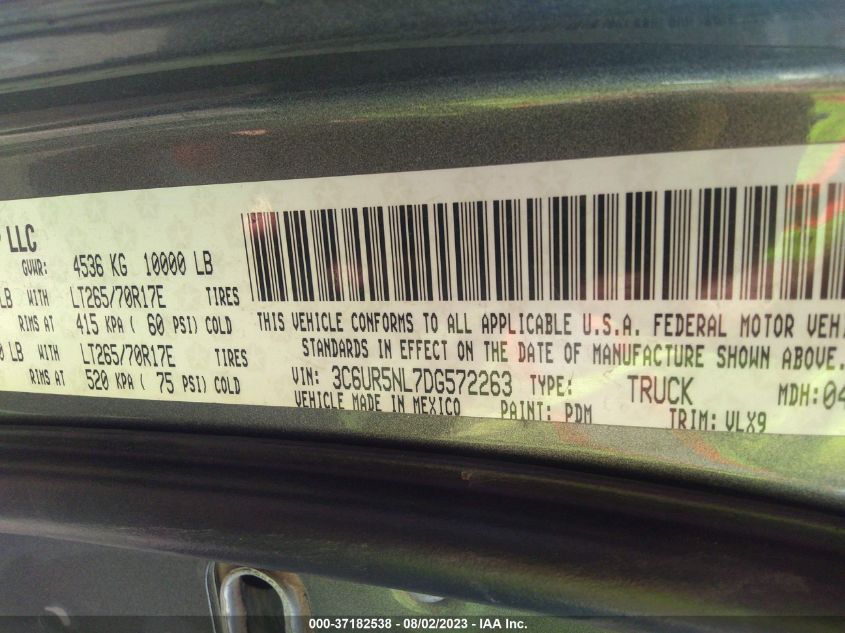 LLC
GVWR: 4536 KG 10000 LB
LB WITH LT265/70R17E TIRES
RIMS AT 415 KPA ( 60 PSI) COLD
LB WITH LT265/70R17E TIRES
RIMS AT 520 KPA ( 75 PSI) COLD
THIS VEHICLE CONFORMS TO ALL APPLICABLE U.S.A. FEDERAL MOTOR VEHI
STANDARDS IN EFFECT ON THE DATE OF MANUFACTURE SHOWN ABOVE.
VIN: 3C6UR5NL7DG572263 TYPE: TRUCK MDH: 04
VEHICLE MADE IN MEXICO PAINT: PDM TRIM: VLX9
000-37182538 - 08/02/2023 - IAA Inc.